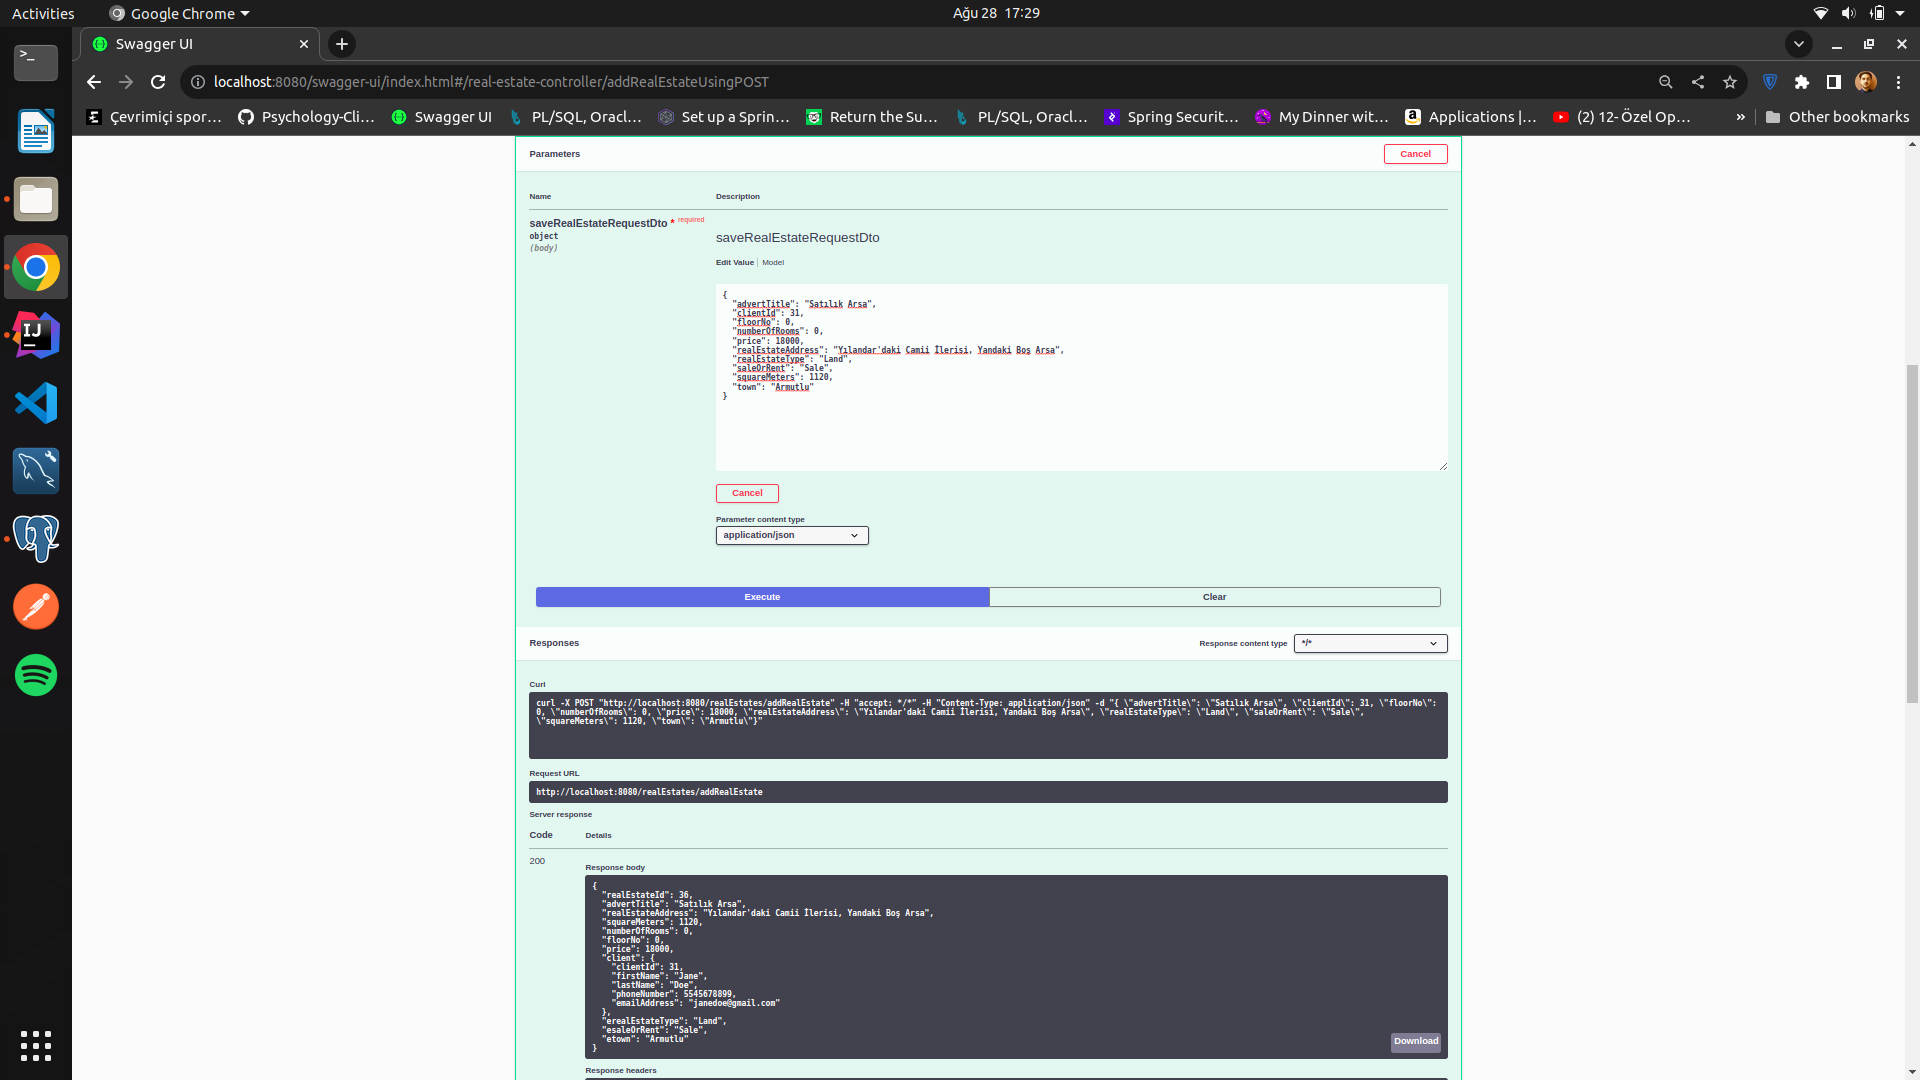 Activities
Google Chrome
Ağu 28 17:29
Swagger UI
localhost:8080/swagger-ui/index.html#/real-estate-controller/addRealEstateUsingPOST
Çevrimiçi spor…
Psychology-Cli…
Swagger UI
PL/SQL, Oracl…
Set up a Sprin…
Return the Su…
PL/SQL, Oracl…
Spring Securit…
My Dinner wit…
Applications |…
(2) 12- Özel Op…
»
Other bookmarks
Parameters
Cancel
Name
Description
saveRealEstateRequestDto * required
object
(body)
saveRealEstateRequestDto
Edit Value | Model
{
"advertTitle": "Satılık Arsa",
"clientId": 31,
"floorNo": 0,
"numberOfRooms": 0,
"price": 18000,
"realEstateAddress": "Yılandar'daki Camii İlerisi, Yandaki Boş Arsa",
"realEstateType": "Land",
"saleOrRent": "Sale",
"squareMeters": 1120,
"town": "Armutlu"
}
Cancel
Parameter content type
application/json
Execute
Clear
Responses
Response content type
*/*
Curl
curl -X POST "http://localhost:8080/realEstates/addRealEstate" -H "accept: */*" -H "Content-Type: application/json" -d "{ \"advertTitle\": \"Satılık Arsa\", \"clientId\": 31, \"floorNo\":
0, \"numberOfRooms\": 0, \"price\": 18000, \"realEstateAddress\": \"Yılandar'daki Camii İlerisi, Yandaki Boş Arsa\", \"realEstateType\": \"Land\", \"saleOrRent\": \"Sale\",
\"squareMeters\": 1120, \"town\": \"Armutlu\"}"
Request URL
http://localhost:8080/realEstates/addRealEstate
Server response
Code
Details
200
Response body
{
"realEstateId": 36,
"advertTitle": "Satılık Arsa",
"realEstateAddress": "Yılandar'daki Camii İlerisi, Yandaki Boş Arsa",
"squareMeters": 1120,
"numberOfRooms": 0,
"floorNo": 0,
"price": 18000,
"client": {
"clientId": 31,
"firstName": "Jane",
"lastName": "Doe",
"phoneNumber": 5545678899,
"emailAddress": "janedoe@gmail.com"
},
"erealEstateType": "Land",
"esaleOrRent": "Sale",
"etown": "Armutlu"
}
Download
Response headers